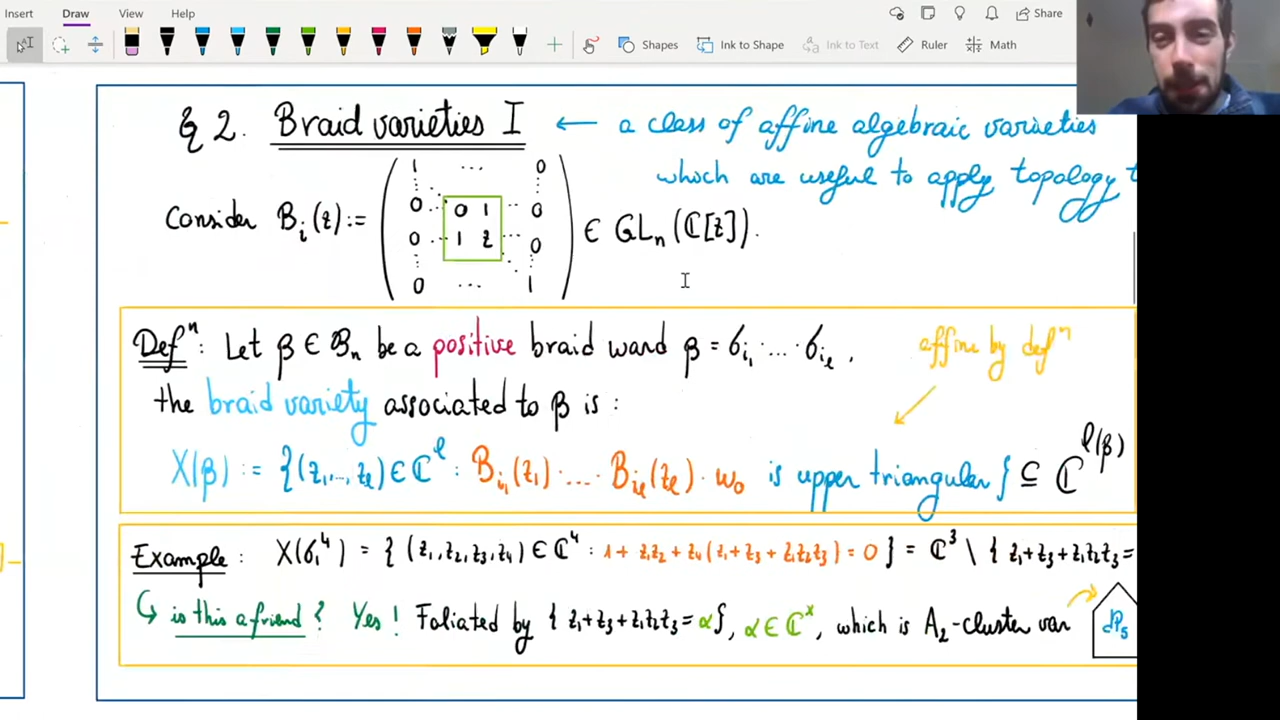 Insert Draw View Help Share
Shapes Ink to Shape Ink to Text Ruler Math
§ 2. Braid varieties I ← a class of affine algebraic varieties
which are useful to apply topology t
Consider B_i(z) := ( 1 ... 0 ; 0 ... 0 1 ... 0 ; 0 ... 1 z ... 0 ; 0 ... 1 ) ∈ GL_n(ℂ[z]).
Defⁿ: Let β ∈ 𝓑_n be a positive braid word β = σ_{i_1} · ... · σ_{i_ℓ}.
affine by defⁿ
the braid variety associated to β is:
X(β) := {(z_1,...,z_ℓ) ∈ ℂ^ℓ : B_{i_1}(z_1) · ... · B_{i_ℓ}(z_ℓ) · w_0 is upper triangular} ⊆ ℂ^{ℓ(β)}
Example: X(σ_1^4) = { (z_1,z_2,z_3,z_4) ∈ ℂ^4 : 1 + z_1z_2 + z_4(z_1+z_3+z_1z_2z_3) = 0 } = ℂ^3 \ { z_1+z_3+z_1z_2z_3 =
↳ is this a friend? Yes! Foliated by { z_1+z_3+z_1z_2z_3 = α}, α ∈ ℂ^×, which is A_2-cluster var
dP_5